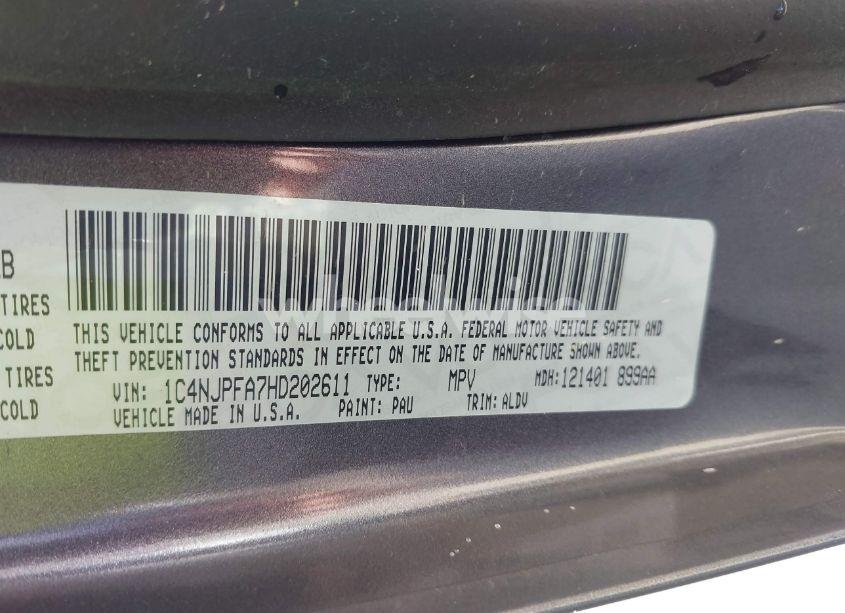 B
TIRES
COLD
TIRES
COLD
wheelwise
THIS VEHICLE CONFORMS TO ALL APPLICABLE U.S.A. FEDERAL MOTOR VEHICLE SAFETY AND
THEFT PREVENTION STANDARDS IN EFFECT ON THE DATE OF MANUFACTURE SHOWN ABOVE.
VIN: 1C4NJPFA7HD202611 TYPE: MPV MDH:121401 899AA
VEHICLE MADE IN U.S.A. PAINT: PAU TRIM: ALDV